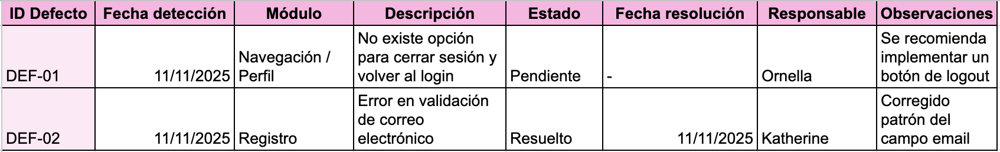 ID Defecto Fecha detección Módulo Descripción Estado Fecha resolución Responsable Observaciones
DEF-01 11/11/2025 Navegación / Perfil No existe opción para cerrar sesión y volver al login Pendiente - Ornella Se recomienda implementar un botón de logout
DEF-02 11/11/2025 Registro Error en validación de correo electrónico Resuelto 11/11/2025 Katherine Corregido patrón del campo email